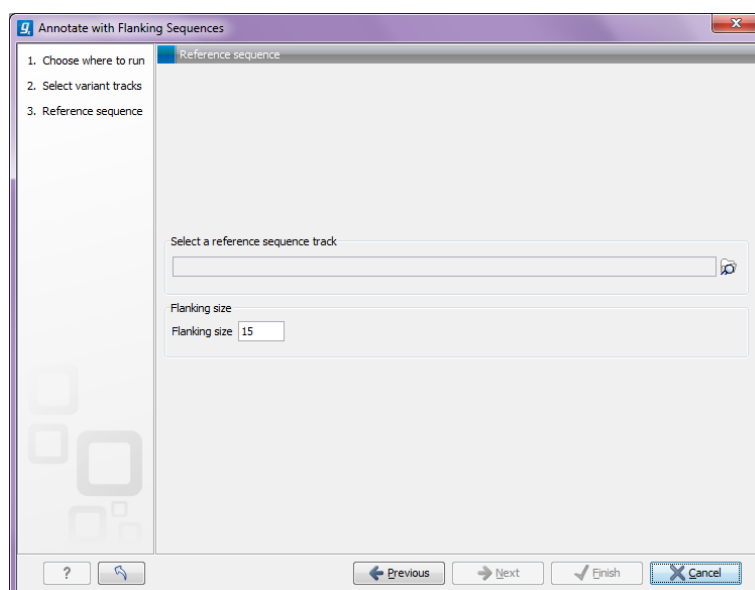 Annotate with Flanking Sequences
1. Choose where to run
2. Select variant tracks
3. Reference sequence
Reference sequence
Select a reference sequence track
Flanking size
Flanking size 15
? Previous Next Finish Cancel